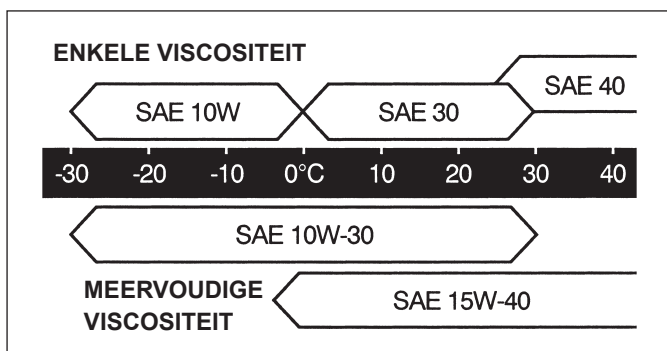 ENKELE VISCOSITEIT
SAE 40
SAE 10W
SAE 30
-30 -20 -10 0°C 10 20 30 40
SAE 10W-30
MEERVOUDIGE
VISCOSITEIT
SAE 15W-40